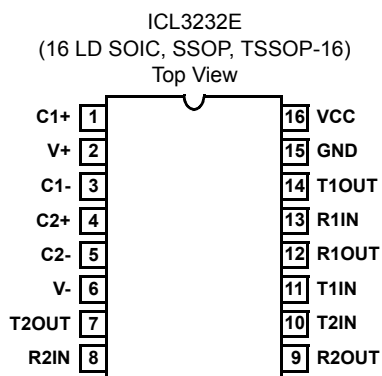 ICL3232E
(16 LD SOIC, SSOP, TSSOP-16)
Top View
C1+ 1 16 VCC
V+ 2 15 GND
C1- 3 14 T1OUT
C2+ 4 13 R1IN
C2- 5 12 R1OUT
V- 6 11 T1IN
T2OUT 7 10 T2IN
R2IN 8 9 R2OUT